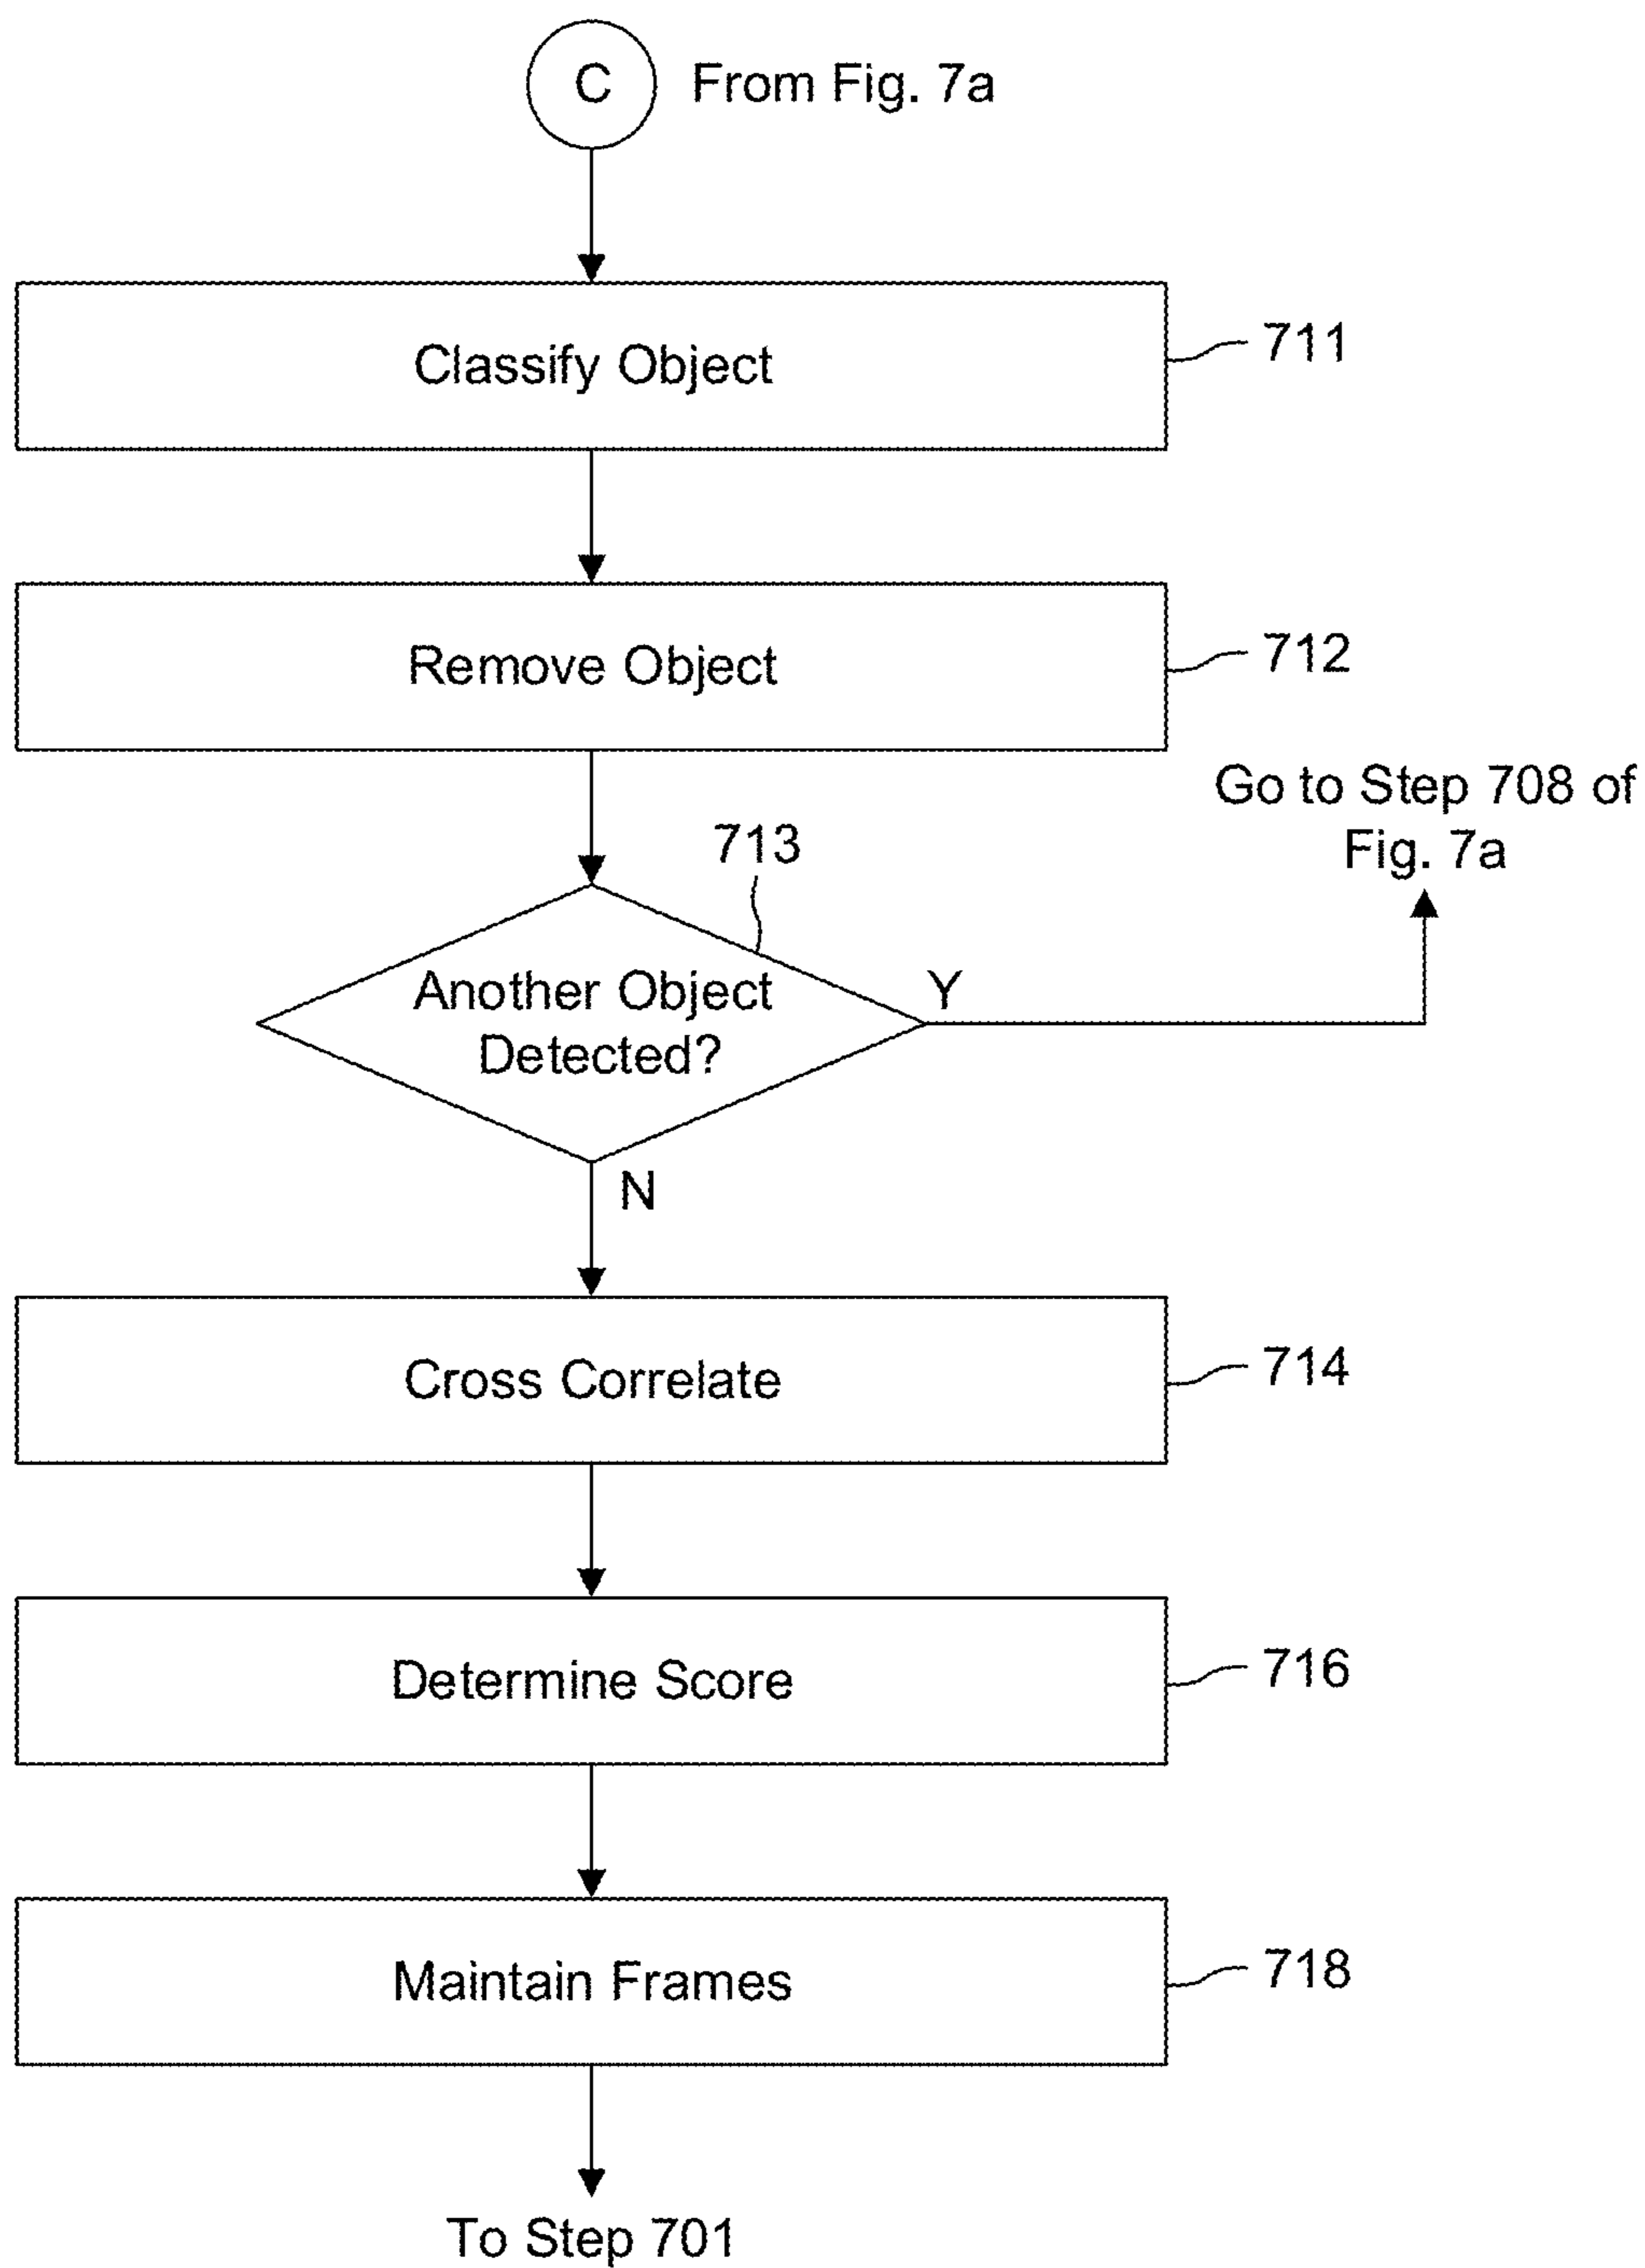 C
From Fig. 7a
Classify Object
711
Remove Object
712
Go to Step 708 of
Fig. 7a
713
Another Object
Detected?
Y
N
Cross Correlate
714
Determine Score
716
Maintain Frames
718
To Step 701